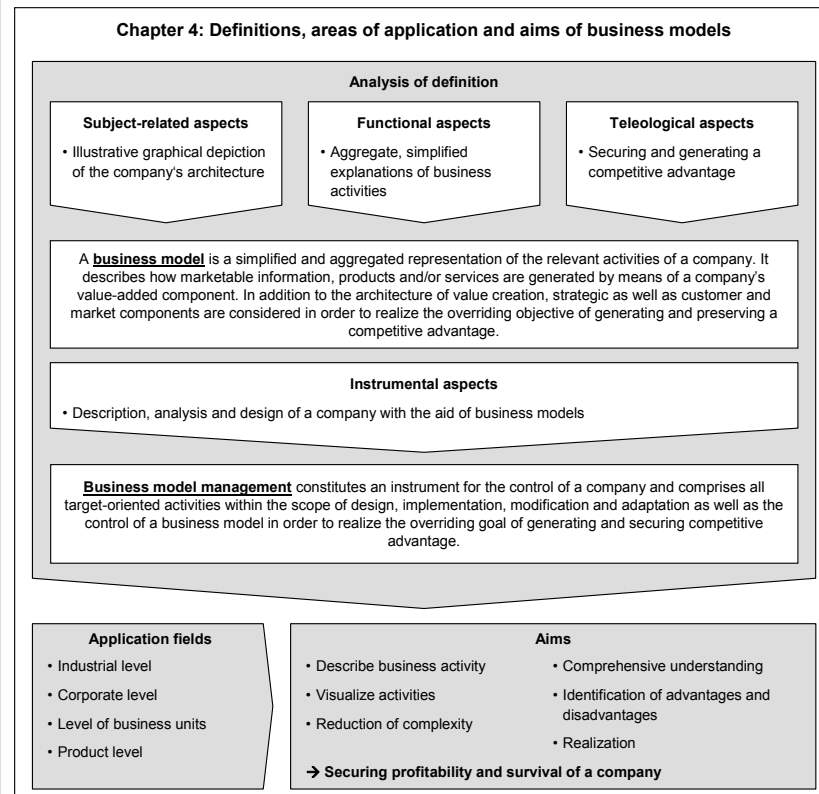 Chapter 4: Definitions, areas of application and aims of business models
Analysis of definition
Subject-related aspects
• Illustrative graphical depiction
of the company‘s architecture
Functional aspects
• Aggregate, simplified
explanations of business
activities
Teleological aspects
• Securing and generating a
competitive advantage
A business model is a simplified and aggregated representation of the relevant activities of a company. It
describes how marketable information, products and/or services are generated by means of a company’s
value-added component. In addition to the architecture of value creation, strategic as well as customer and
market components are considered in order to realize the overriding objective of generating and preserving a
competitive advantage.
Instrumental aspects
• Description, analysis and design of a company with the aid of business models
Business model management constitutes an instrument for the control of a company and comprises all
target-oriented activities within the scope of design, implementation, modification and adaptation as well as the
control of a business model in order to realize the overriding goal of generating and securing competitive
advantage.
Application fields
• Industrial level
• Corporate level
• Level of business units
• Product level
Aims
• Describe business activity
• Visualize activities
• Reduction of complexity
• Comprehensive understanding
• Identification of advantages and
disadvantages
• Realization
→ Securing profitability and survival of a company